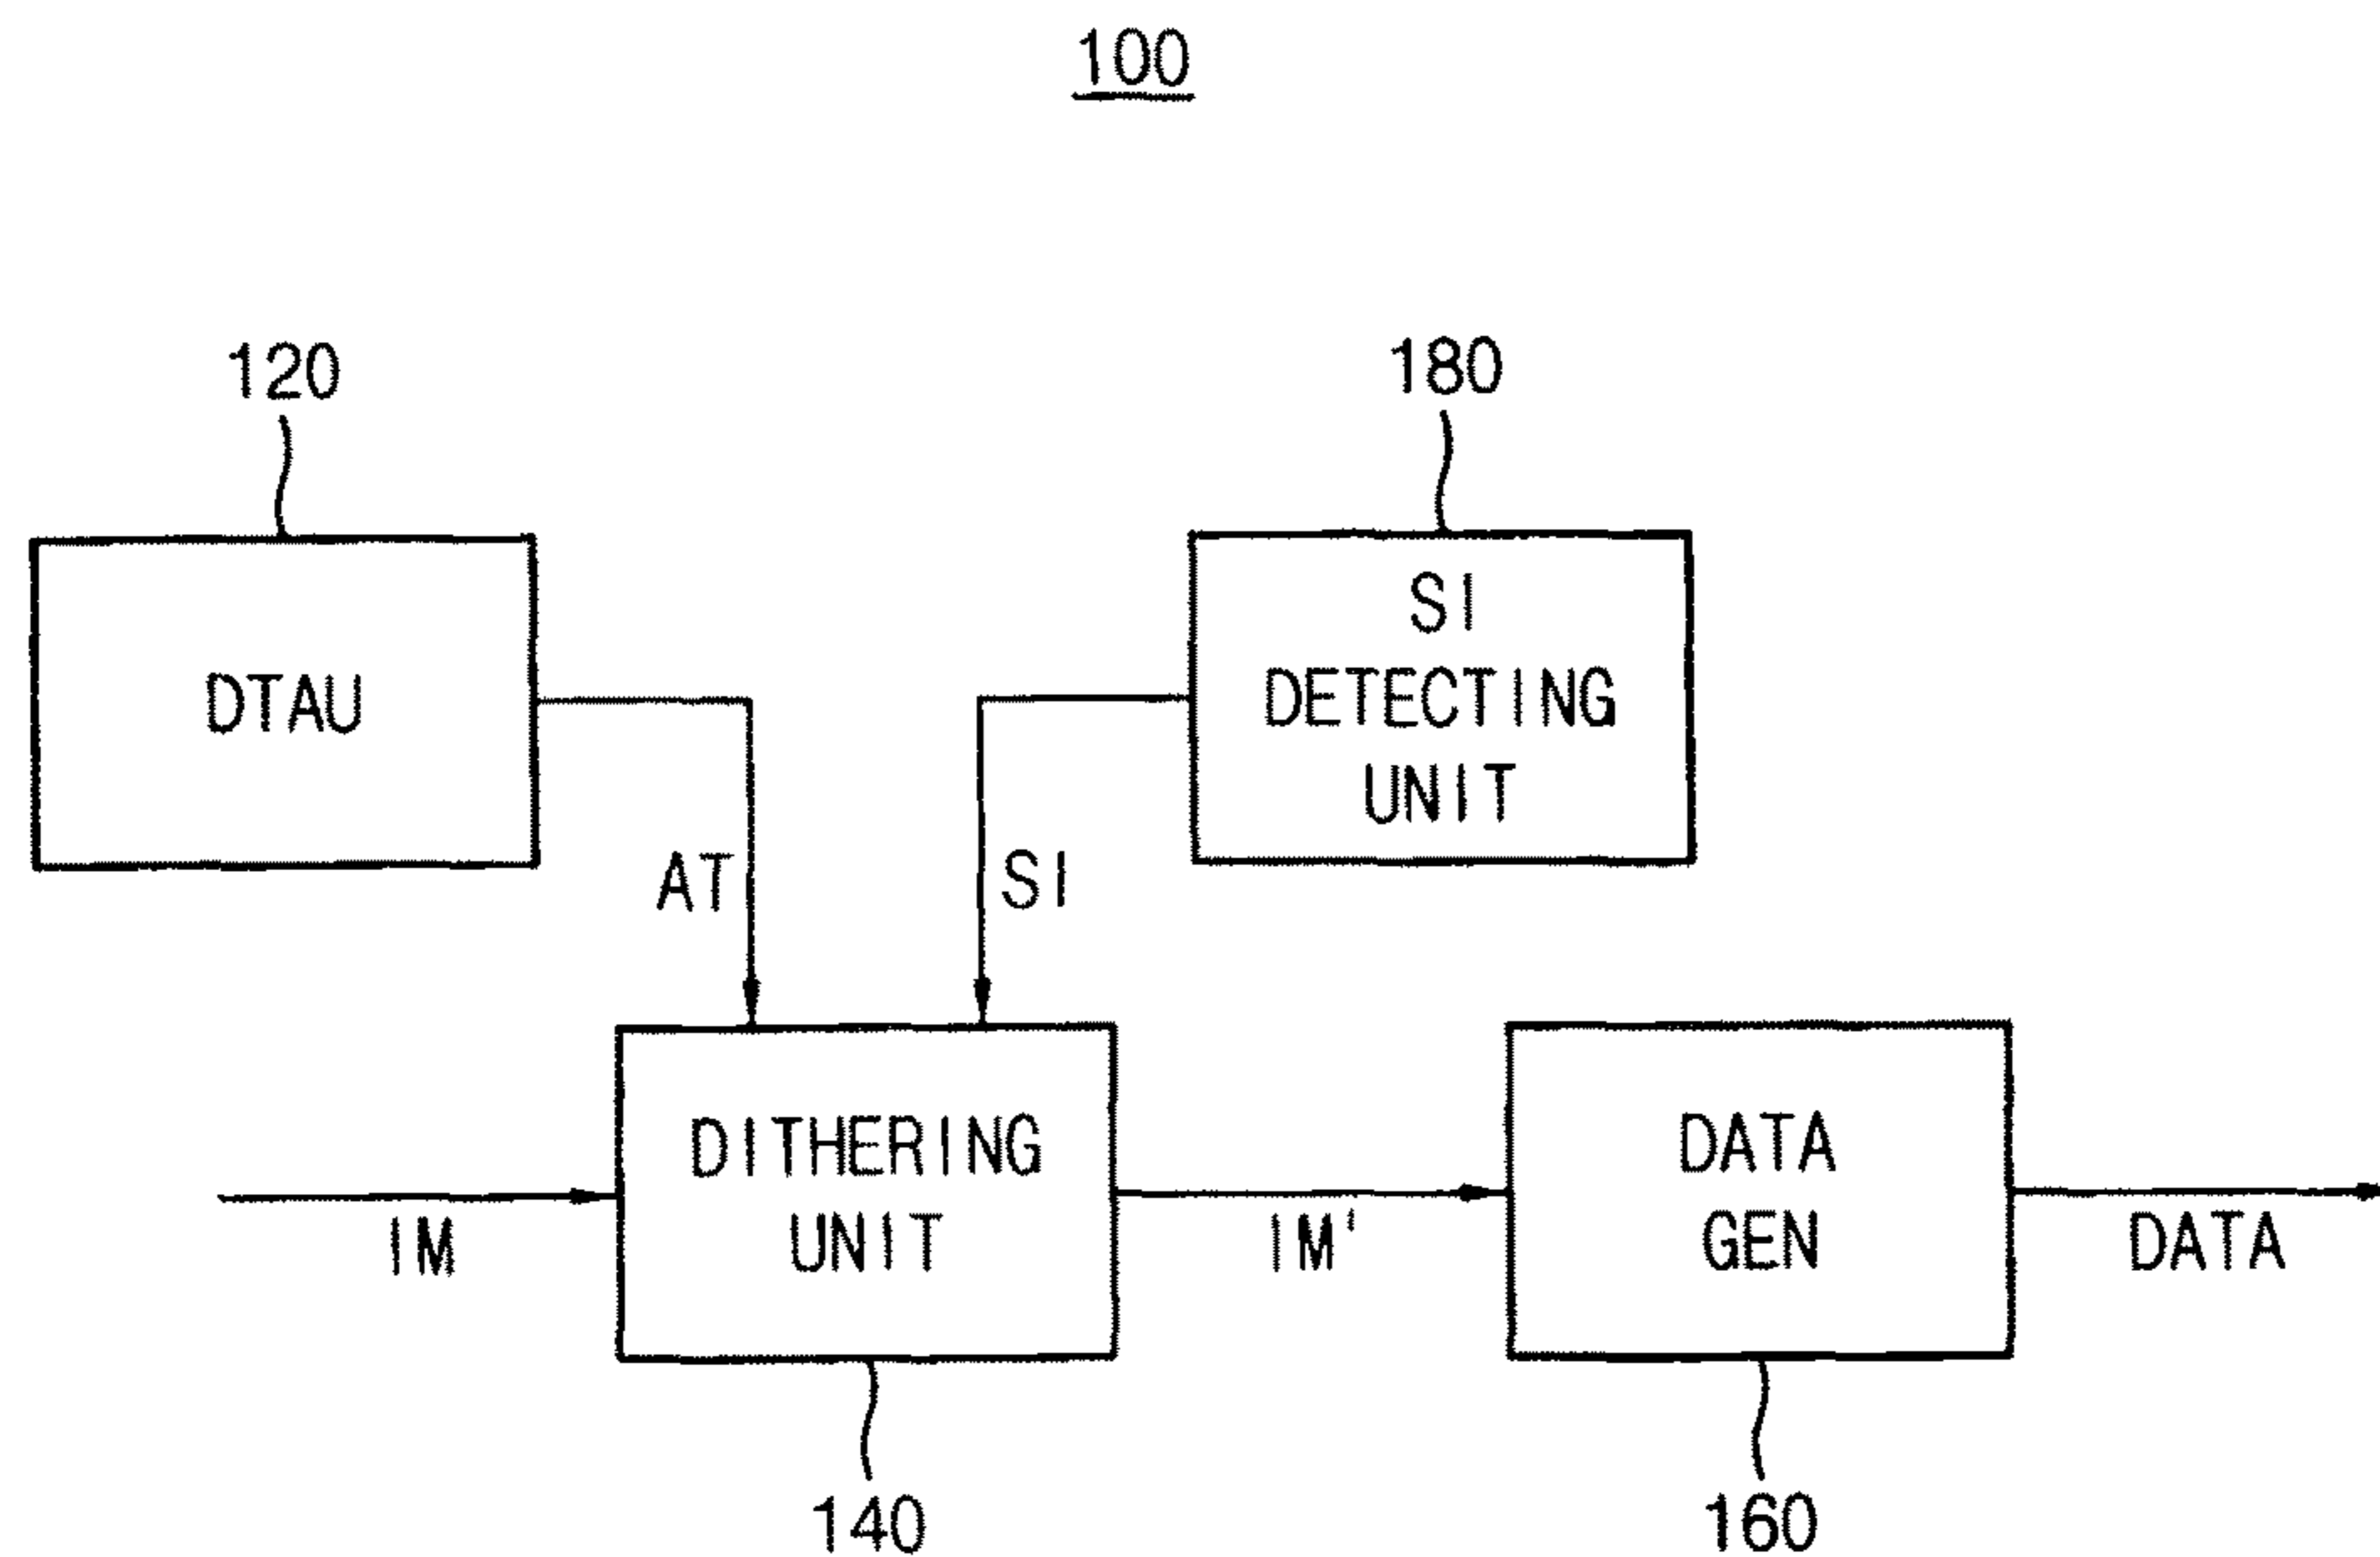 100
120
180
DTAU
SI
DETECTING
UNIT
AT
SI
DITHERING
UNIT
DATA
GEN
IM
IM'
DATA
140
160